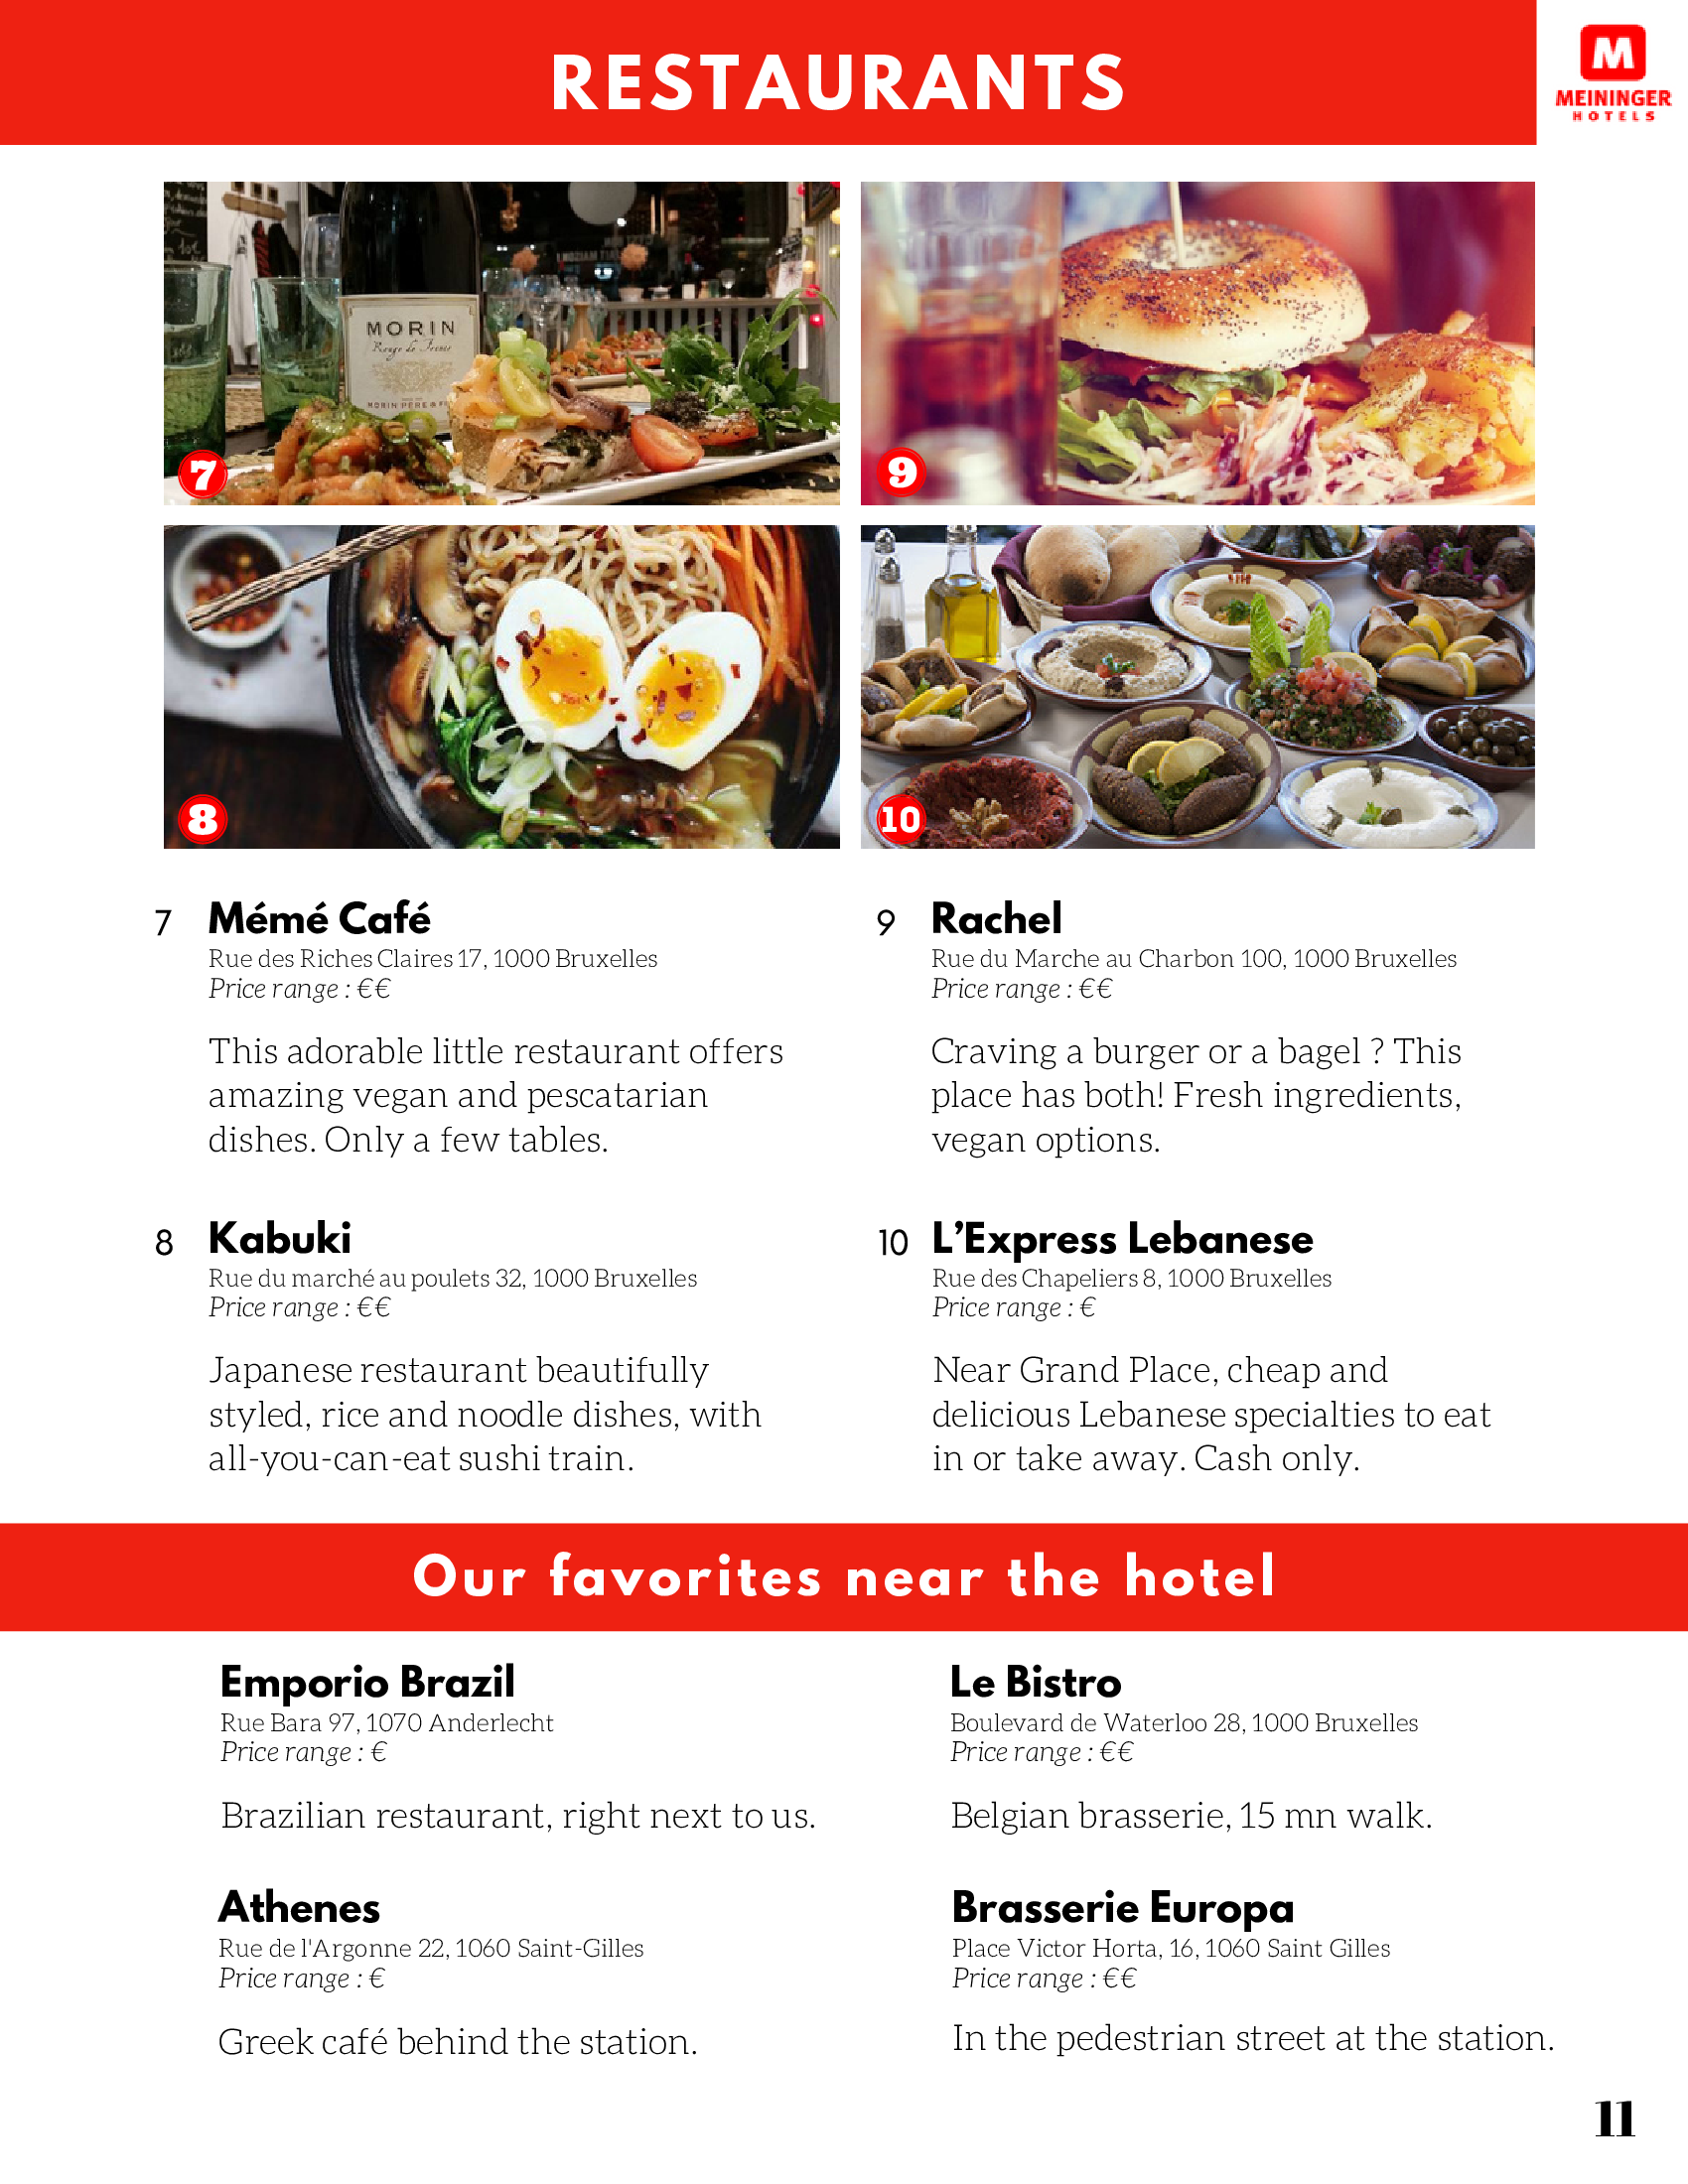 RESTAURANTS
M
MEININGER
HOTELS
MORIN
Rouge de France
MORIN PERE &
7
9
8
10
7 Mémé Café
Rue des Riches Claires 17, 1000 Bruxelles
Price range : €€
This adorable little restaurant offers
amazing vegan and pescatarian
dishes. Only a few tables.
8 Kabuki
Rue du marché au poulets 32, 1000 Bruxelles
Price range : €€
Japanese restaurant beautifully
styled, rice and noodle dishes, with
all-you-can-eat sushi train.
9 Rachel
Rue du Marche au Charbon 100, 1000 Bruxelles
Price range : €€
Craving a burger or a bagel ? This
place has both! Fresh ingredients,
vegan options.
10 L’Express Lebanese
Rue des Chapeliers 8, 1000 Bruxelles
Price range : €
Near Grand Place, cheap and
delicious Lebanese specialties to eat
in or take away. Cash only.
Our favorites near the hotel
Emporio Brazil
Rue Bara 97, 1070 Anderlecht
Price range : €
Brazilian restaurant, right next to us.
Athenes
Rue de l'Argonne 22, 1060 Saint-Gilles
Price range : €
Greek café behind the station.
Le Bistro
Boulevard de Waterloo 28, 1000 Bruxelles
Price range : €€
Belgian brasserie, 15 mn walk.
Brasserie Europa
Place Victor Horta, 16, 1060 Saint Gilles
Price range : €€
In the pedestrian street at the station.
11